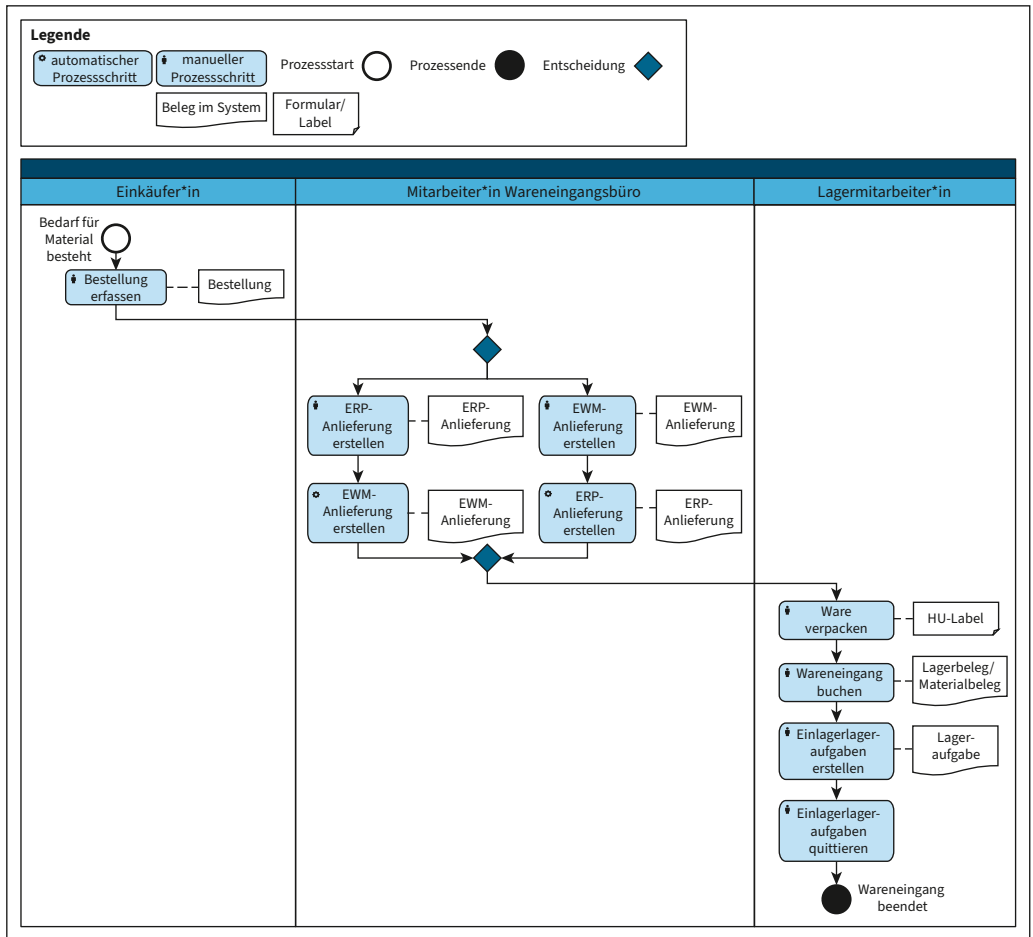 Legende
automatischer
Prozessschritt
manueller
Prozessschritt
Prozessstart
Prozessende
Entscheidung
Beleg im System
Formular/
Label
Einkäufer*in
Mitarbeiter*in Wareneingangsbüro
Lagermitarbeiter*in
Bedarf für
Material
besteht
Bestellung
erfassen
Bestellung
ERP-
Anlieferung
erstellen
ERP-
Anlieferung
EWM-
Anlieferung
erstellen
EWM-
Anlieferung
EWM-
Anlieferung
erstellen
EWM-
Anlieferung
ERP-
Anlieferung
erstellen
ERP-
Anlieferung
Ware
verpacken
HU-Label
Wareneingang
buchen
Lagerbeleg/
Materialbeleg
Einlagerlager-
aufgaben
erstellen
Lager-
aufgabe
Einlagerlager-
aufgaben
quittieren
Wareneingang
beendet